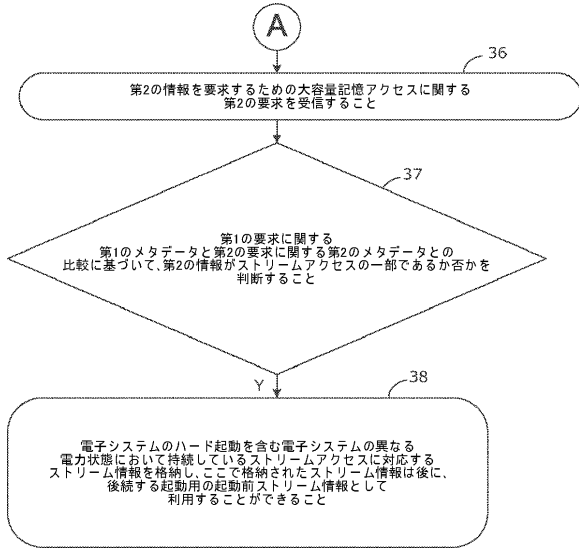 A
36
第2の情報を要求するための大容量記憶アクセスに関する
第2の要求を受信すること
37
第1の要求に関する
第1のメタデータと第2の要求に関する第2のメタデータとの
比較に基づいて、第2の情報がストリームアクセスの一部であるか否かを
判断すること
Y
38
電子システムのハード起動を含む電子システムの異なる
電力状態において持続しているストリームアクセスに対応する
ストリーム情報を格納し、ここで格納されたストリーム情報は後に、
後続する起動用の起動前ストリーム情報として
利用することができること